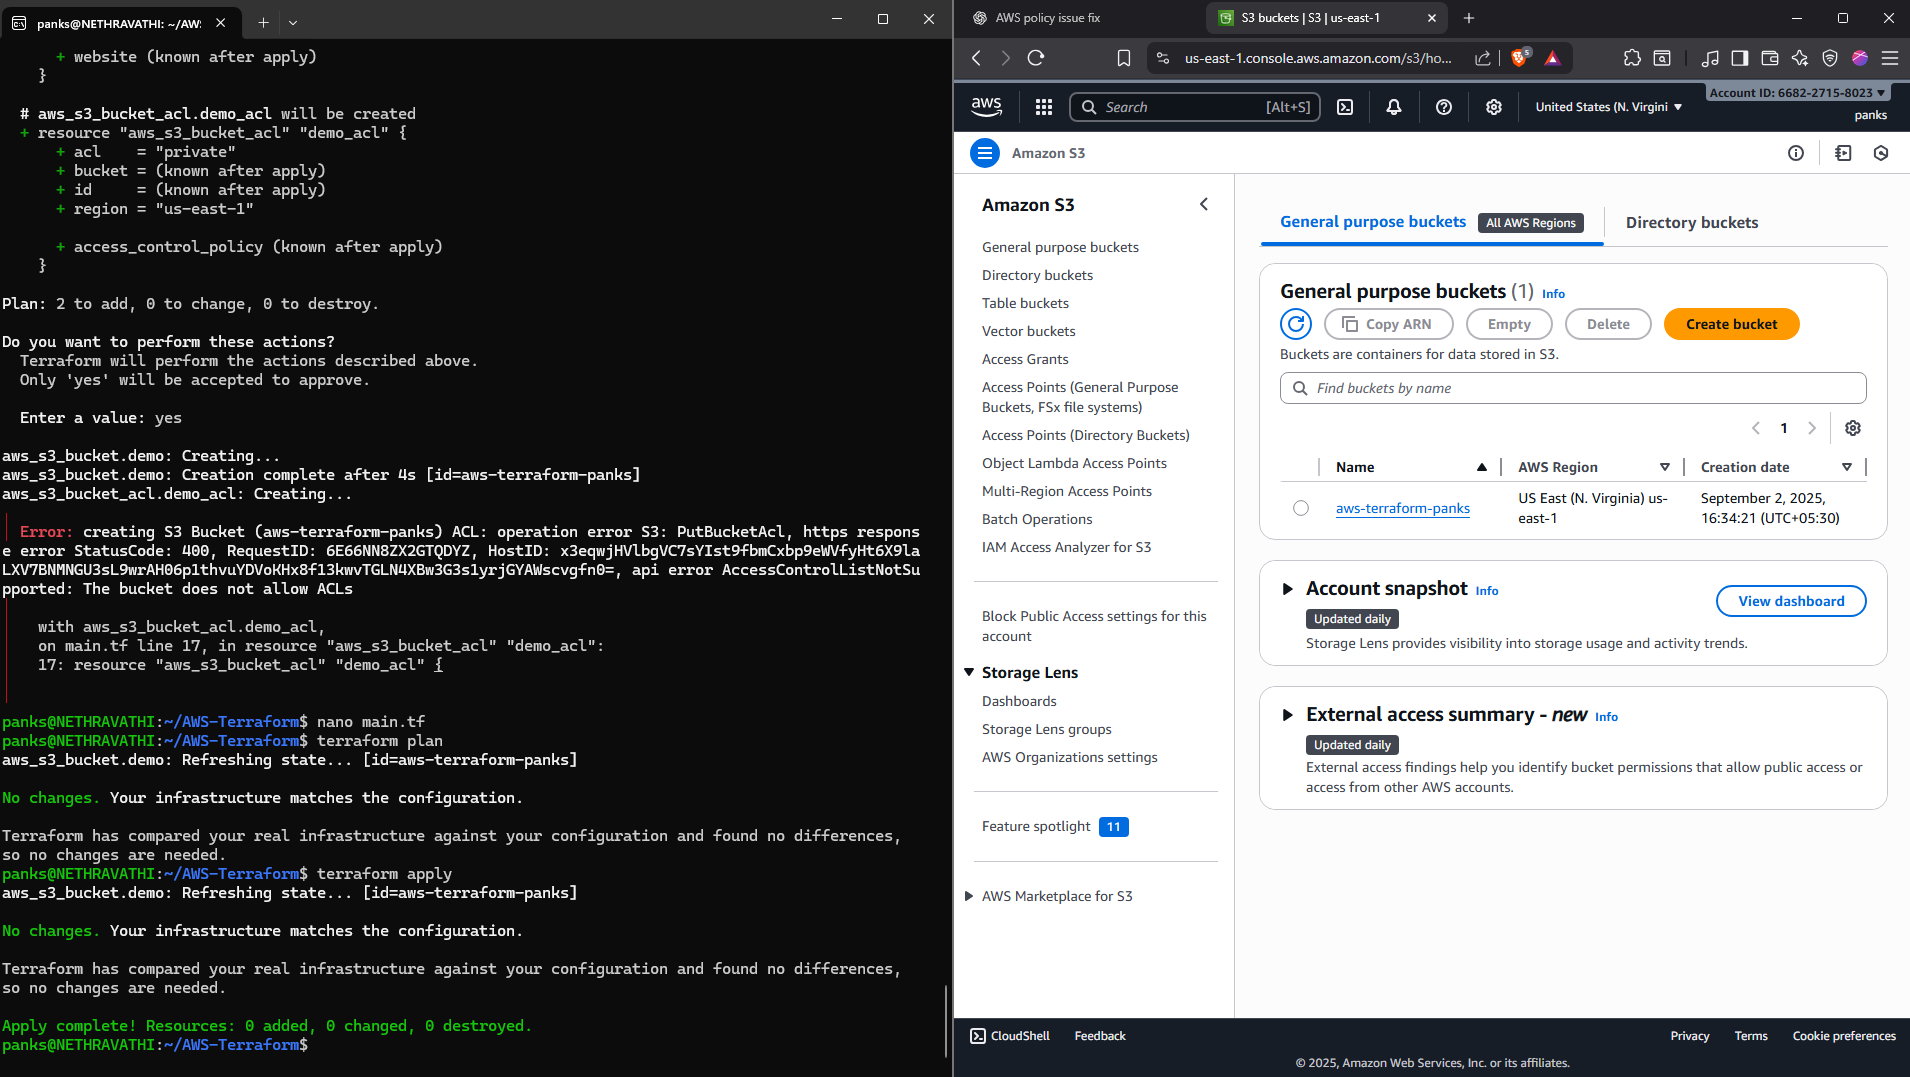 panks@NETHRAVATHI: ~/AWS
+ website (known after apply)
}
# aws_s3_bucket_acl.demo_acl will be created
+ resource "aws_s3_bucket_acl" "demo_acl" {
+ acl    = "private"
+ bucket = (known after apply)
+ id     = (known after apply)
+ region = "us-east-1"
+ access_control_policy (known after apply)
}
Plan: 2 to add, 0 to change, 0 to destroy.
Do you want to perform these actions?
Terraform will perform the actions described above.
Only 'yes' will be accepted to approve.
Enter a value: yes
aws_s3_bucket.demo: Creating...
aws_s3_bucket.demo: Creation complete after 4s [id=aws-terraform-panks]
aws_s3_bucket_acl.demo_acl: Creating...
Error: creating S3 Bucket (aws-terraform-panks) ACL: operation error S3: PutBucketAcl, https respons
e error StatusCode: 400, RequestID: 6E66NN8ZX2GTQDYZ, HostID: x3eqwjHVlbgVC7sYIst9fbmCxbp9eWVfyHt6X9la
LXV7BNMNGU3sL9wrAH06p1thvuYDVoKHx8f13kwvTGLN4XBw3G3s1yrjGYAWscvgfn0=, api error AccessControlListNotSu
pported: The bucket does not allow ACLs
with aws_s3_bucket_acl.demo_acl,
on main.tf line 17, in resource "aws_s3_bucket_acl" "demo_acl":
17: resource "aws_s3_bucket_acl" "demo_acl" {
panks@NETHRAVATHI:~/AWS-Terraform$ nano main.tf
panks@NETHRAVATHI:~/AWS-Terraform$ terraform plan
aws_s3_bucket.demo: Refreshing state... [id=aws-terraform-panks]
No changes. Your infrastructure matches the configuration.
Terraform has compared your real infrastructure against your configuration and found no differences,
so no changes are needed.
panks@NETHRAVATHI:~/AWS-Terraform$ terraform apply
aws_s3_bucket.demo: Refreshing state... [id=aws-terraform-panks]
No changes. Your infrastructure matches the configuration.
Terraform has compared your real infrastructure against your configuration and found no differences,
so no changes are needed.
Apply complete! Resources: 0 added, 0 changed, 0 destroyed.
panks@NETHRAVATHI:~/AWS-Terraform$
AWS policy issue fix
S3 buckets | S3 | us-east-1
us-east-1.console.aws.amazon.com/s3/ho...
5
aws
Search [Alt+S]
United States (N. Virgini
Account ID: 6682-2715-8023
panks
Amazon S3
Amazon S3
General purpose buckets
Directory buckets
Table buckets
Vector buckets
Access Grants
Access Points (General Purpose
Buckets, FSx file systems)
Access Points (Directory Buckets)
Object Lambda Access Points
Multi-Region Access Points
Batch Operations
IAM Access Analyzer for S3
Block Public Access settings for this
account
Storage Lens
Dashboards
Storage Lens groups
AWS Organizations settings
Feature spotlight 11
AWS Marketplace for S3
General purpose buckets All AWS Regions Directory buckets
General purpose buckets (1) Info
Copy ARN Empty Delete Create bucket
Buckets are containers for data stored in S3.
Find buckets by name
1
Name AWS Region Creation date
aws-terraform-panks
US East (N. Virginia) us-
east-1
September 2, 2025,
16:34:21 (UTC+05:30)
Account snapshot Info
View dashboard
Updated daily
Storage Lens provides visibility into storage usage and activity trends.
External access summary - new Info
Updated daily
External access findings help you identify bucket permissions that allow public access or
access from other AWS accounts.
CloudShell Feedback Privacy Terms Cookie preferences
© 2025, Amazon Web Services, Inc. or its affiliates.